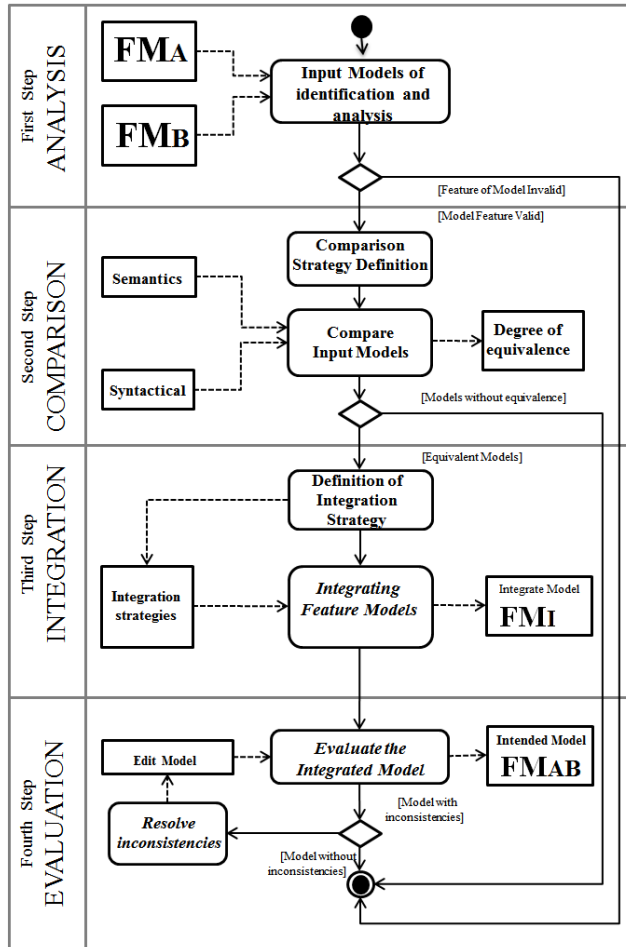 First Step
ANALYSIS
FMA
FMB
Input Models of
identification and
analysis
[Feature of Model Invalid]
[Model Feature Valid]
Second Step
COMPARISON
Comparison
Strategy Definition
Semantics
Compare
Input Models
Degree of
equivalence
Syntactical
[Models without equivalence]
[Equivalent Models]
Third Step
INTEGRATION
Definition of
Integration
Strategy
Integration
strategies
Integrating
Feature Models
Integrate Model
FMI
Fourth Step
EVALUATION
Edit Model
Evaluate the
Integrated Model
Intended Model
FMAB
[Model with
inconsistencies]
Resolve
inconsistencies
[Model without
inconsistencies]